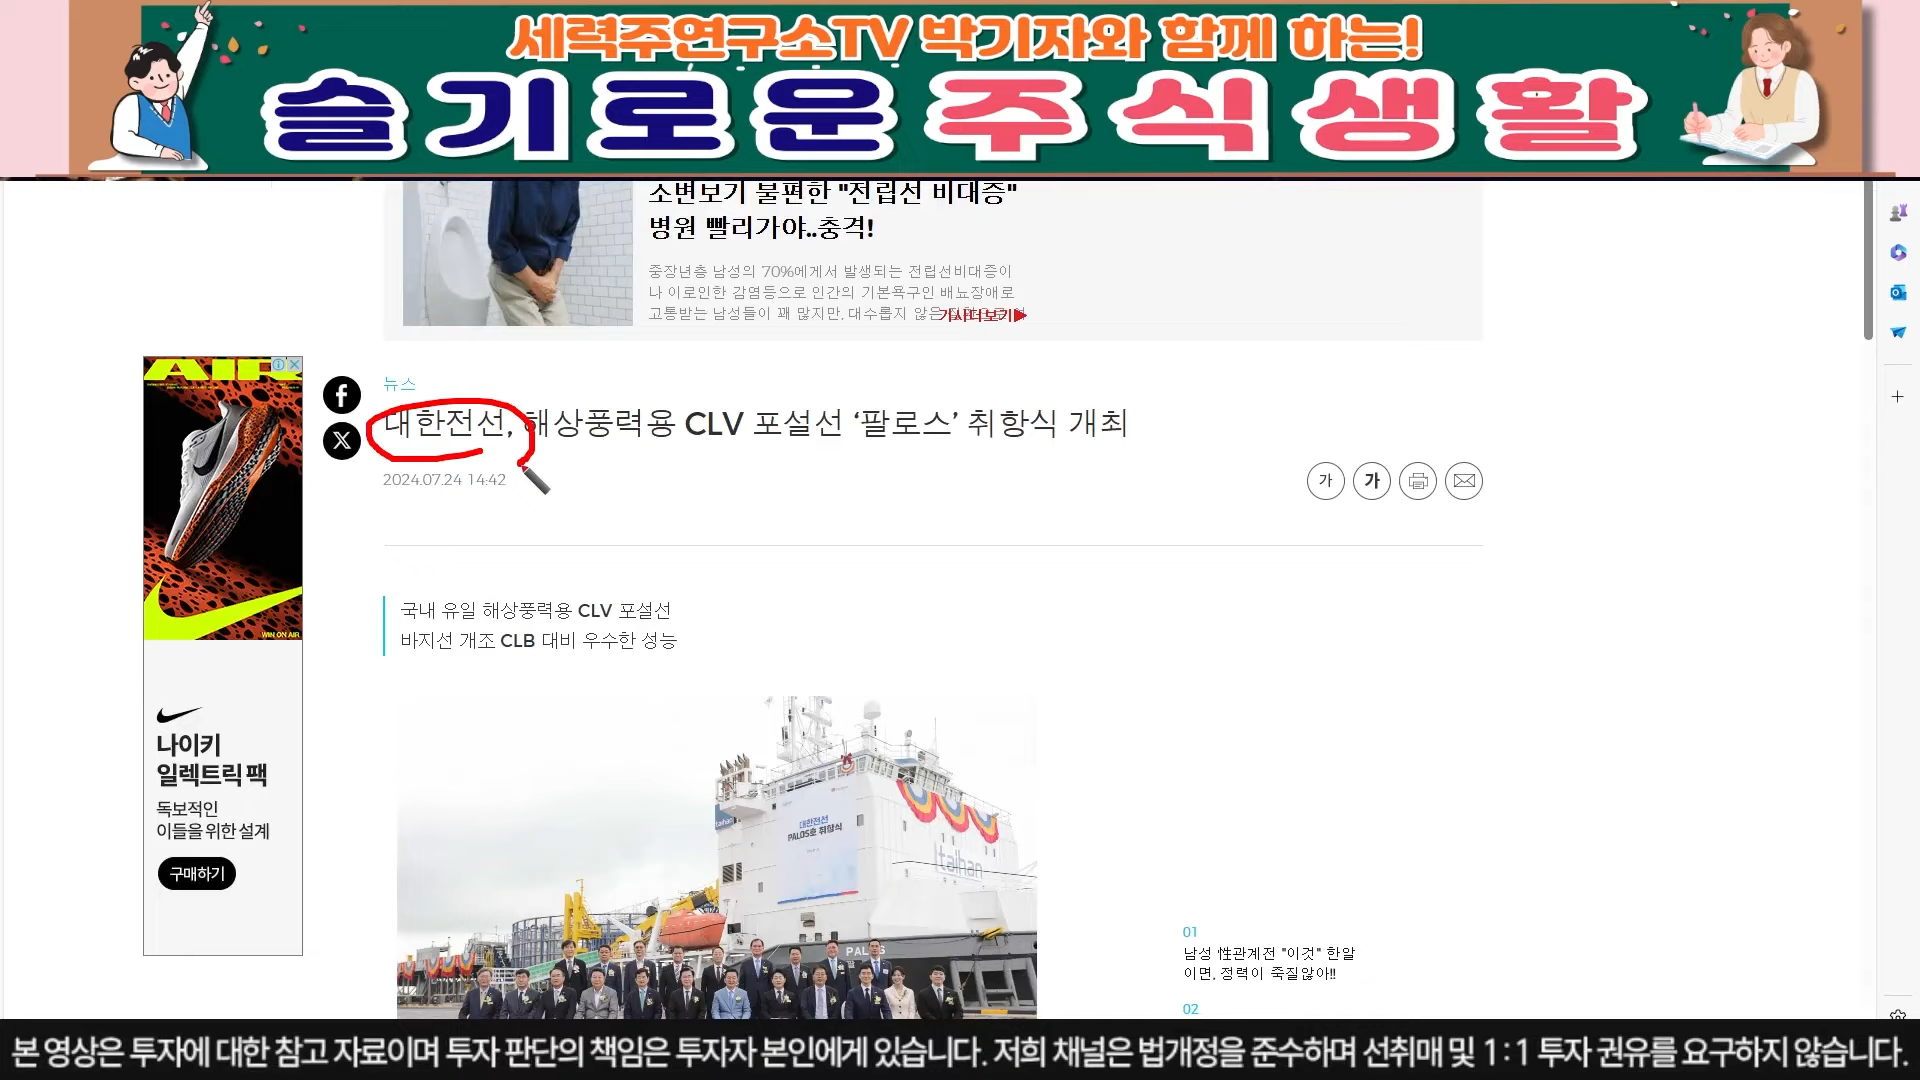 세력주연구소TV 박기자와 함께 하는!
슬기로운 주식생활
소변보기 불편한 "전립선 비대증"
병원 빨리가야..충격!
중장년층 남성의 70%에게서 발생되는 전립선비대증이
나 이로인한 감염등으로 인간의 기본욕구인 배뇨장애로
고통받는 남성들이 꽤 많지만, 대수롭지 않은
기사더보기▶
AIR
WIN ON AIR
나이키
일렉트릭 팩
독보적인
이들을 위한 설계
구매하기
뉴스
대한전선, 해상풍력용 CLV 포설선 ‘팔로스’ 취항식 개최
2024.07.24 14:42
가 가
국내 유일 해상풍력용 CLV 포설선
바지선 개조 CLB 대비 우수한 성능
대한전선
PALOS호 취항식
taihan
taihan
PALOS
01
남성 性관계전 "이것" 한알
이면, 정력이 죽질않아!!
02
본 영상은 투자에 대한 참고 자료이며 투자 판단의 책임은 투자자 본인에게 있습니다. 저희 채널은 법개정을 준수하며 선취매 및 1:1 투자 권유를 요구하지 않습니다.